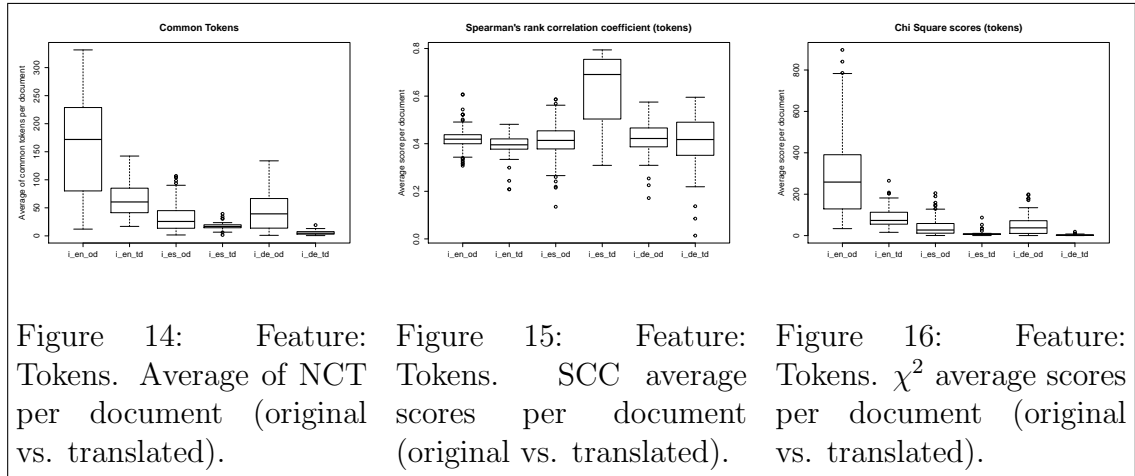 Common Tokens
Average of common tokens per document
0 50 100 150 200 250 300
i_en_od i_en_td i_es_od i_es_td i_de_od i_de_td
Spearman's rank correlation coefficient (tokens)
Average score per document
0.0 0.2 0.4 0.6 0.8
i_en_od i_en_td i_es_od i_es_td i_de_od i_de_td
Chi Square scores (tokens)
Average score per document
0 200 400 600 800
i_en_od i_en_td i_es_od i_es_td i_de_od i_de_td
Figure 14: Feature:
Tokens. Average of NCT
per document (original
vs. translated).
Figure 15: Feature:
Tokens. SCC average
scores per document
(original vs. translated).
Figure 16: Feature:
Tokens. χ² average scores
per document (original
vs. translated).